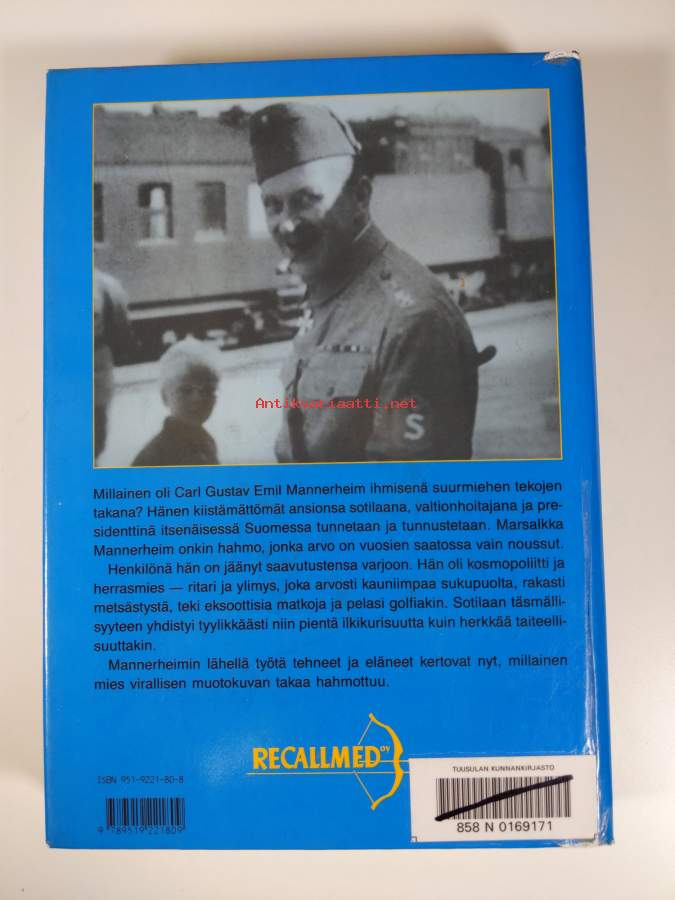 S
Antikvariaatti.net
Millainen oli Carl Gustav Emil Mannerheim ihmisenä suurmiehen tekojen
takana? Hänen kiistämättömät ansionsa sotilaana, valtionhoitajana ja pre-
sidenttinä itsenäisessä Suomessa tunnetaan ja tunnustetaan. Marsalkka
Mannerheim onkin hahmo, jonka arvo on vuosien saatossa vain noussut.
Henkilönä hän on jäänyt saavutustensa varjoon. Hän oli kosmopoliitti ja
herrasmies — ritari ja ylimys, joka arvosti kauniimpaa sukupuolta, rakasti
metsästystä, teki eksoottisia matkoja ja pelasi golfiakin. Sotilaan täsmälli-
syyteen yhdistyi tyylikkäästi niin pientä ilkikurisuutta kuin herkkää taiteelli-
suuttakin.
Mannerheimin lähellä työtä tehneet ja eläneet kertovat nyt, millainen
mies virallisen muotokuvan takaa hahmottuu.
RECALLMED OY
ISBN 951-9221-80-8
9 789519 221809
TUUSULAN KUNNANKIRJASTO
858 N 0169171